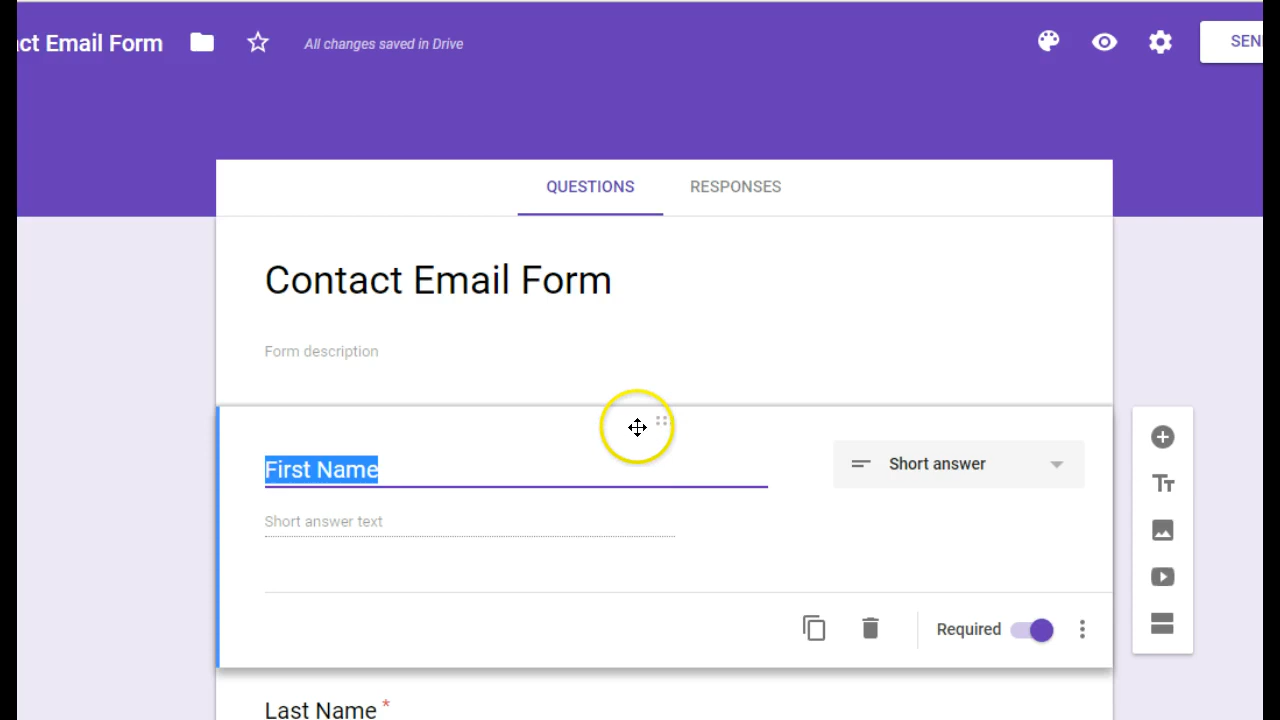 ct Email Form
All changes saved in Drive
SEN
QUESTIONS
RESPONSES
Contact Email Form
Form description
First Name
Short answer
Short answer text
Required
Last Name *